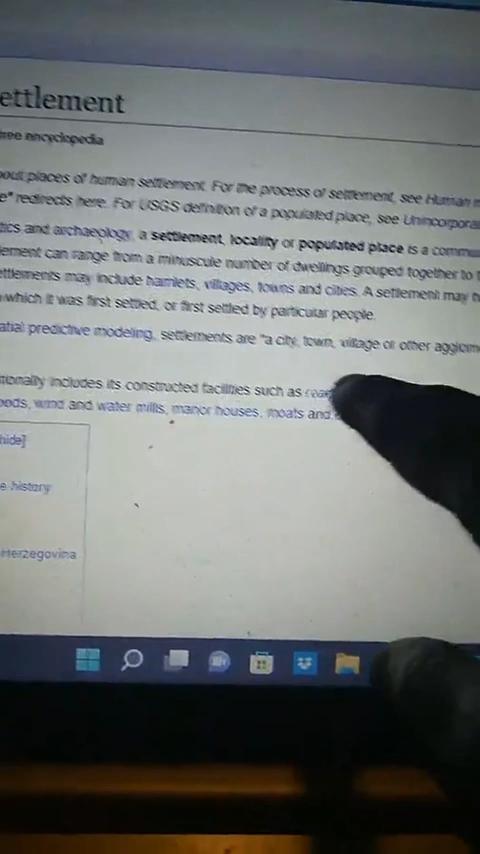 ettlement
free encyclopedia
bout places of human settlement. For the process of settlement, see Human
e" redirects here. For USGS definition of a populated place, see Unincorpora
tics and archaeology, a settlement, locality or populated place is a commu
lement can range from a minuscule number of dwellings grouped together to
ettlements may include hamlets, villages, towns and cities. A settlement may
which it was first settled, or first settled by particular people.
atial predictive modeling, settlements are "a city, town, village or other agglome
tionally includes its constructed facilities such as
ods, wind and water mills, manor houses, moats and
hide]
e history
Herzegovina